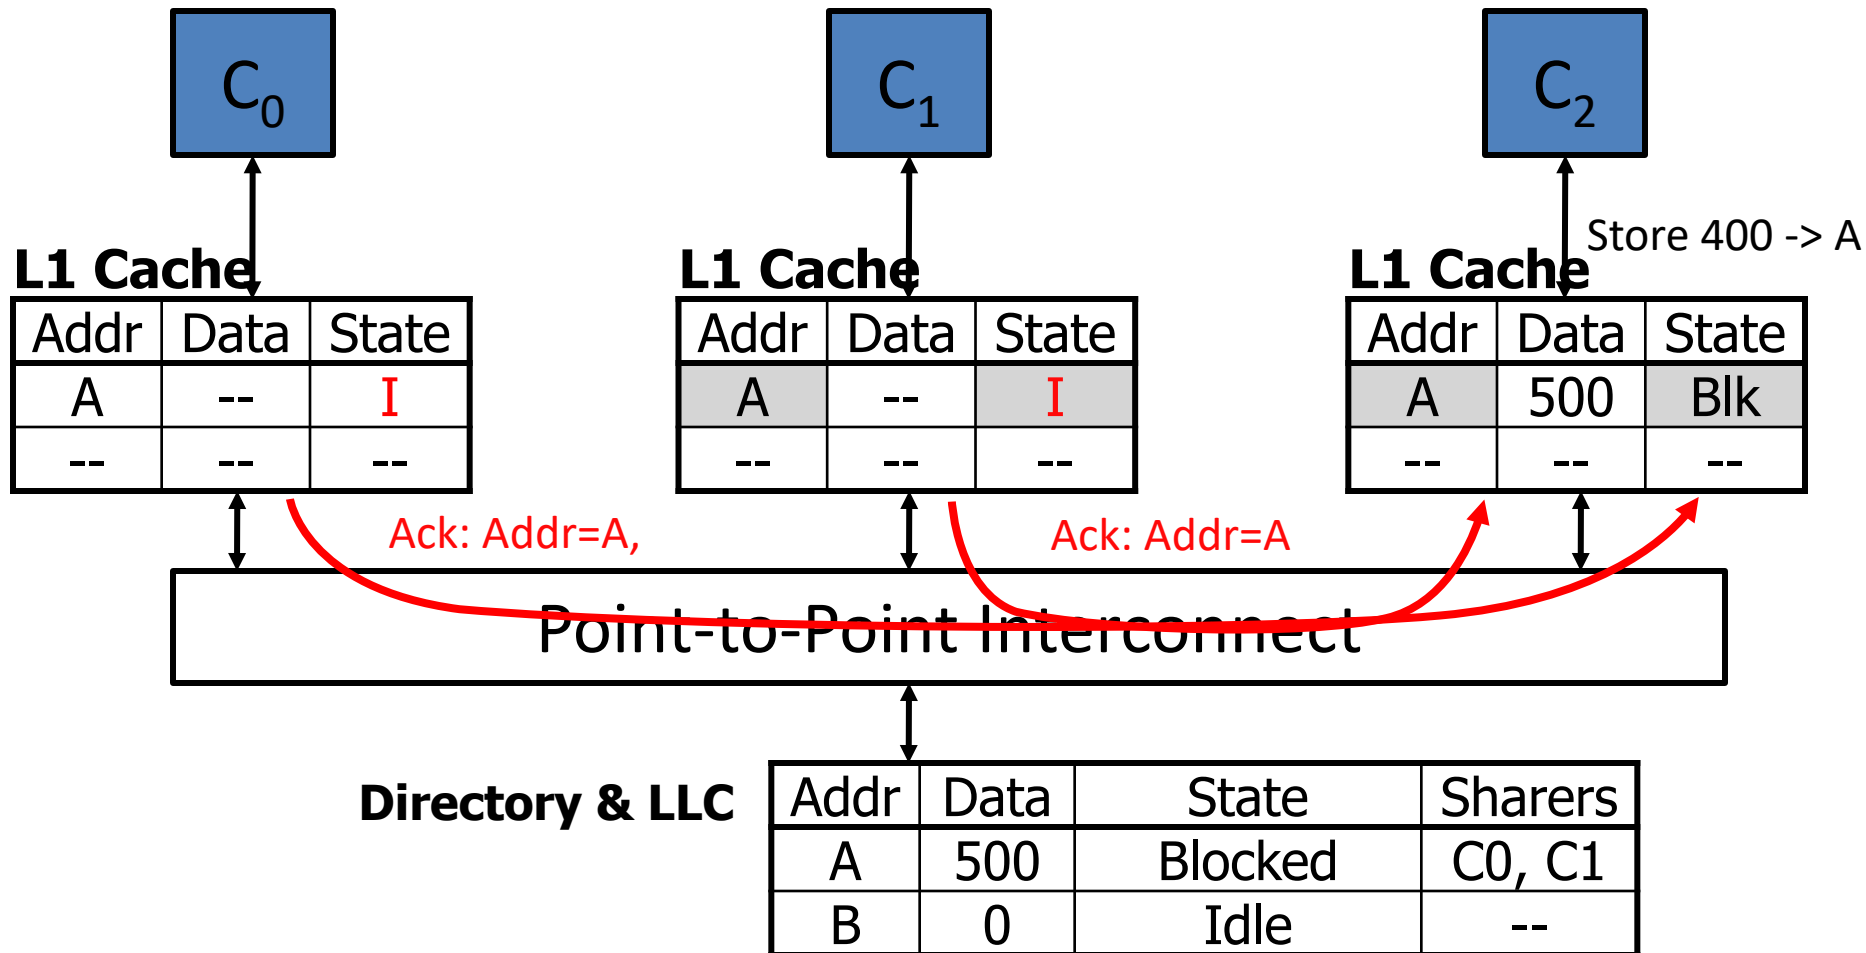 C0 C1 C2
Store 400 -> A
L1 Cache L1 Cache L1 Cache
Addr Data State Addr Data State Addr Data State
A -- I A -- I A 500 Blk
-- -- -- -- -- -- -- -- --
Ack: Addr=A, Ack: Addr=A
Point-to-Point Interconnect
Directory & LLC
Addr Data State Sharers
A 500 Blocked C0, C1
B 0 Idle --